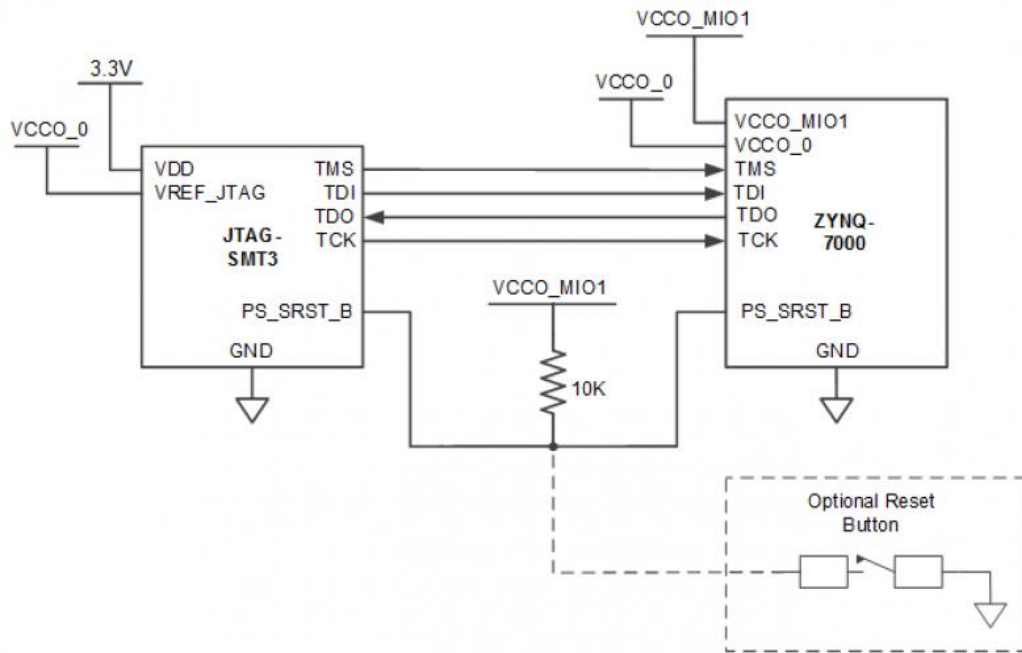 VCCO_MIO1
3.3V
VCCO_0
VCCO_0
VDD
VREF_JTAG
TMS
TDI
TDO
TCK
JTAG-
SMT3
PS_SRST_B
GND
VCCO_MIO1
VCCO_0
TMS
TDI
TDO
TCK
ZYNQ-
7000
PS_SRST_B
GND
VCCO_MIO1
10K
Optional Reset
Button